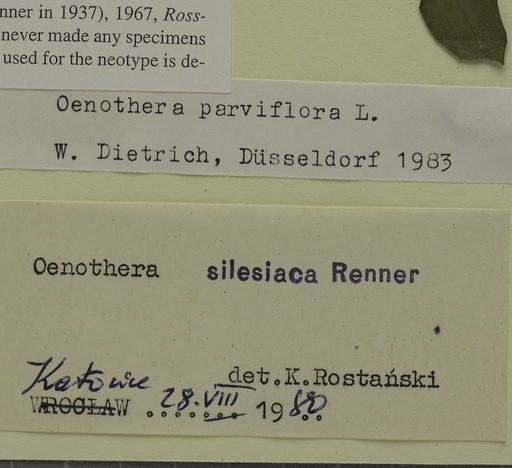 nner in 1937), 1967, Ross-
never made any specimens
used for the neotype is de-
Oenothera parviflora L.
W. Dietrich, Düsseldorf 1983
Oenothera silesiaca Renner
Katowice det.K.Rostański
WROCŁAW 28.VIII 1980